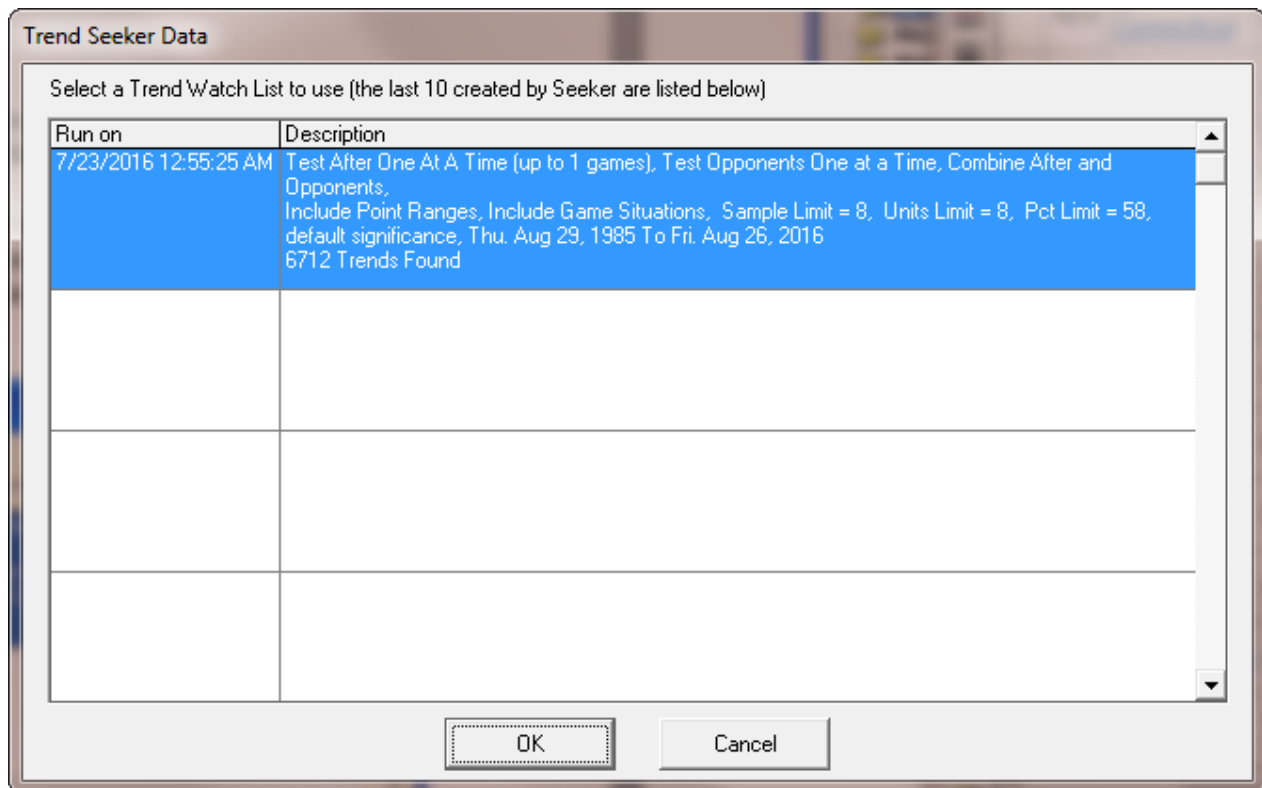 Trend Seeker Data
Select a Trend Watch List to use (the last 10 created by Seeker are listed below)
Run on Description
7/23/2016 12:55:25 AM Test After One At A Time (up to 1 games), Test Opponents One at a Time, Combine After and
Opponents,
Include Point Ranges, Include Game Situations,  Sample Limit = 8,  Units Limit = 8,  Pct Limit = 58,
default significance, Thu. Aug 29, 1985 To Fri. Aug 26, 2016
6712 Trends Found
OK Cancel